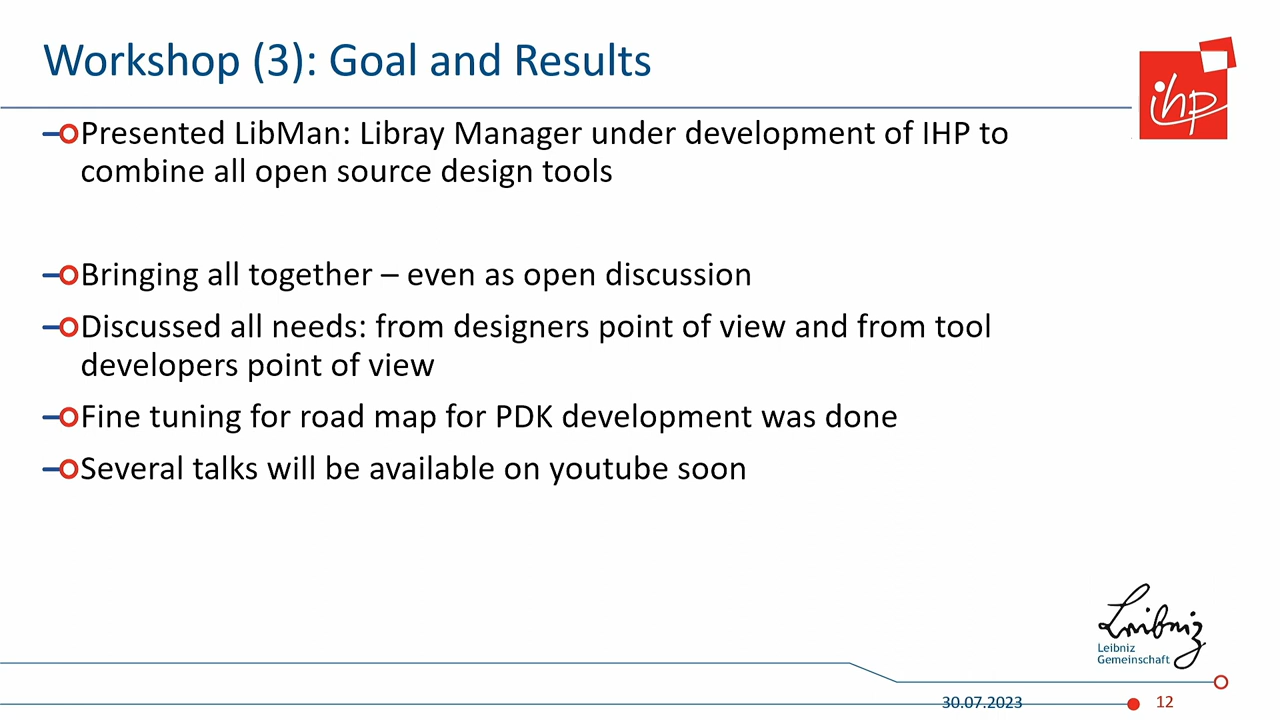 Workshop (3): Goal and Results
ihp
Presented LibMan: Libray Manager under development of IHP to
combine all open source design tools
Bringing all together – even as open discussion
Discussed all needs: from designers point of view and from tool
developers point of view
Fine tuning for road map for PDK development was done
Several talks will be available on youtube soon
Leibniz
Leibniz
Gemeinschaft
30.07.2023
12